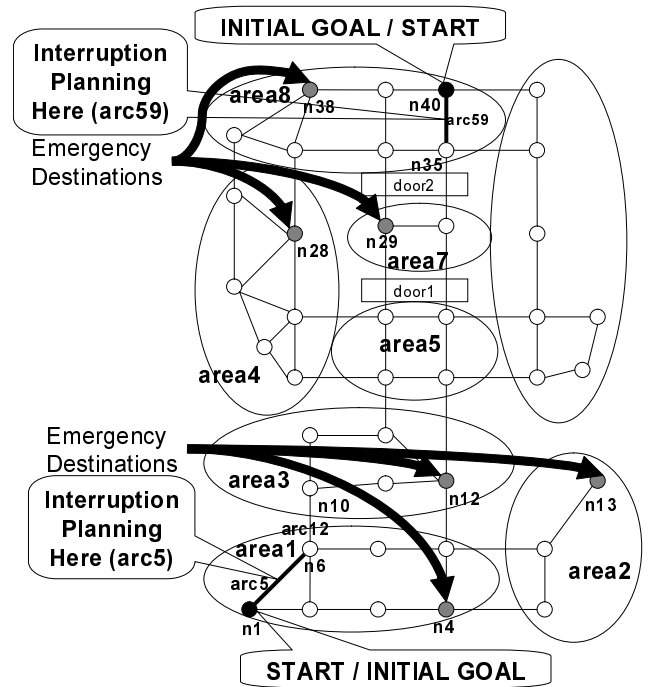 INITIAL GOAL / START
Interruption
Planning
Here (arc59)
area8
n38
n40
arc59
Emergency
Destinations
n35
door2
n28
n29
area7
door1
area5
area4
Emergency
Destinations
area3
n10
n12
n13
Interruption
Planning
Here (arc5)
arc12
area1
n6
arc5
area2
n1
n4
START / INITIAL GOAL